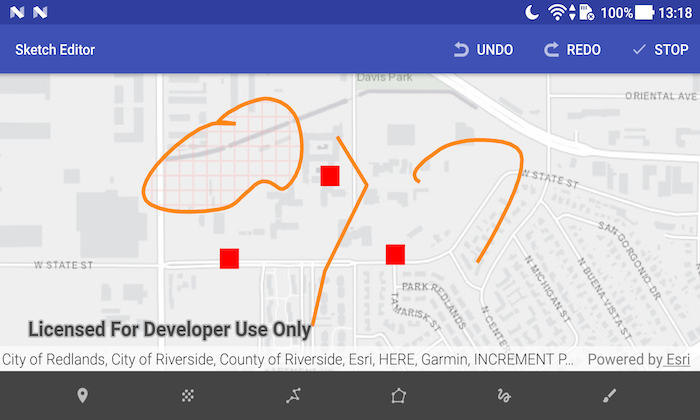 N N 100% 13:18
Sketch Editor UNDO REDO STOP
Davis Park
ORIENTAL AVE
W STATE ST
SAN GORGONIO DR
W STATE ST
PARK REDLANDS
TAMARISK ST
N CENTER
N MICHIGAN ST
N BUENA VISTA ST
Licensed For Developer Use Only
City of Redlands, City of Riverside, County of Riverside, Esri, HERE, Garmin, INCREMENT P... Powered by Esri